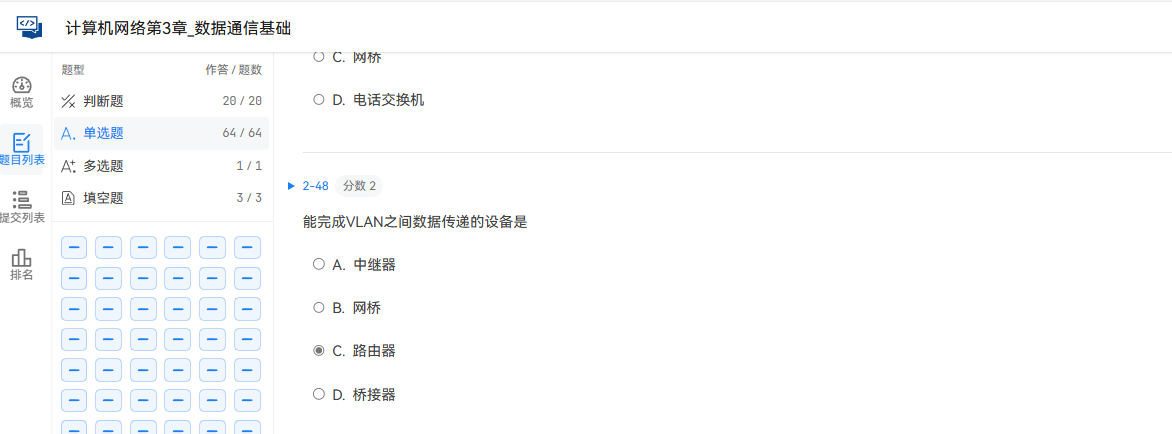 计算机网络第3章_数据通信基础
概览
题目列表
提交列表
排名
题型 作答 / 题数
判断题 20 / 20
单选题 64 / 64
多选题 1 / 1
填空题 3 / 3
C. 网桥
D. 电话交换机
2-48 分数 2
能完成VLAN之间数据传递的设备是
A. 中继器
B. 网桥
C. 路由器
D. 桥接器